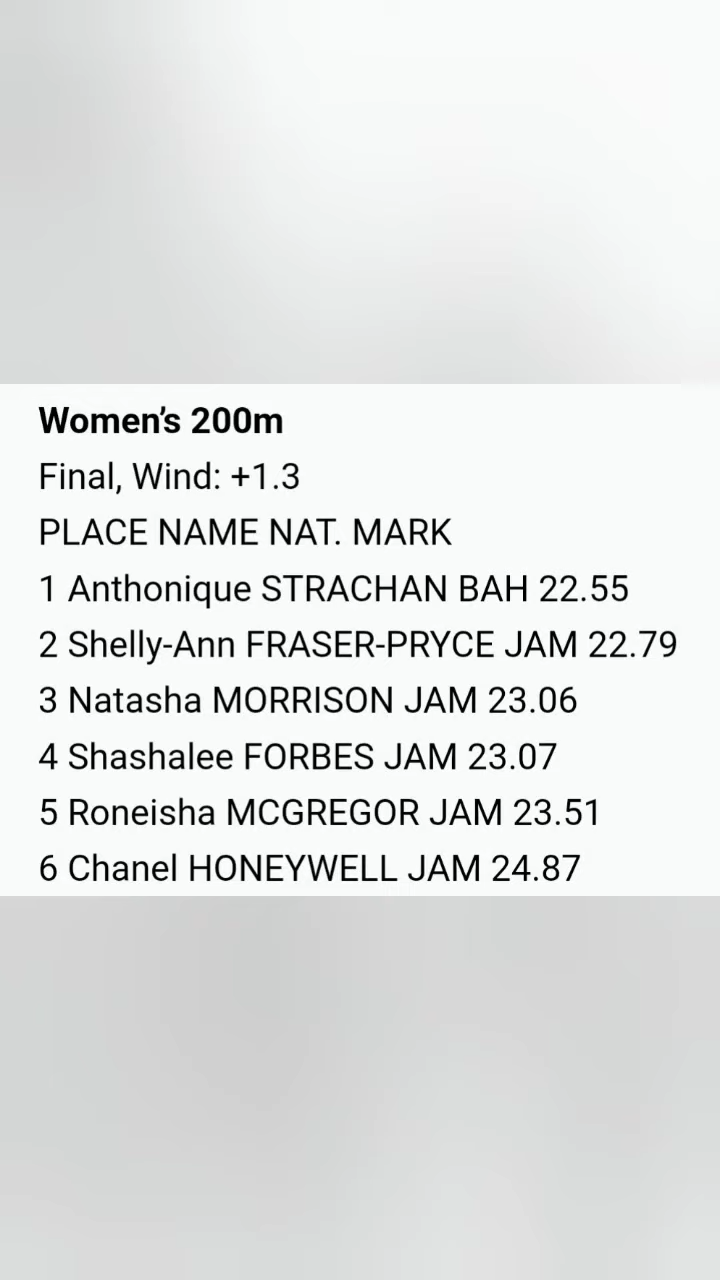 Women’s 200m
Final, Wind: +1.3
PLACE NAME NAT. MARK
1 Anthonique STRACHAN BAH 22.55
2 Shelly-Ann FRASER-PRYCE JAM 22.79
3 Natasha MORRISON JAM 23.06
4 Shashalee FORBES JAM 23.07
5 Roneisha MCGREGOR JAM 23.51
6 Chanel HONEYWELL JAM 24.87